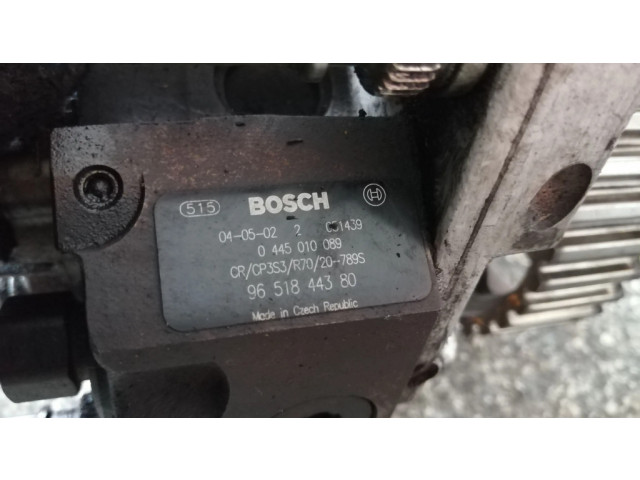 515 BOSCH
04-05-02 2 001439
0 445 010 089
CR/CP3S3/R70/20-789S
96 518 443 80
Made in Czech Republic